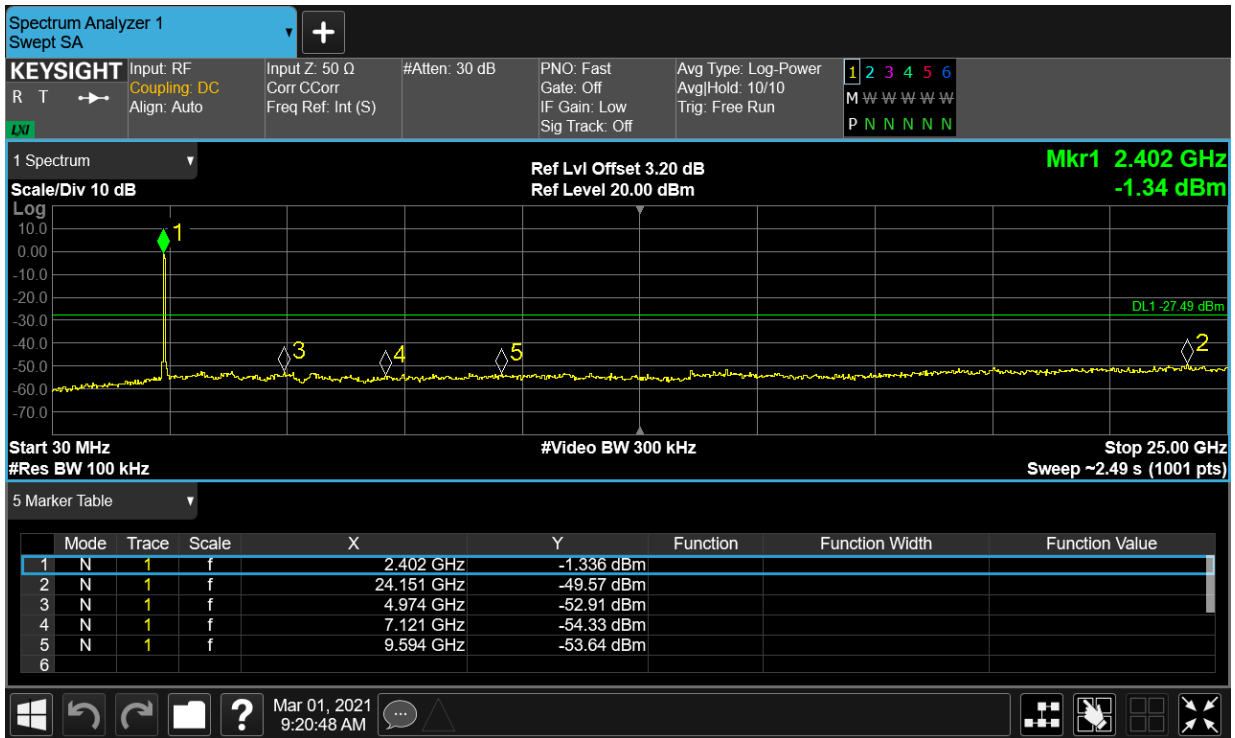 Spectrum Analyzer 1
Swept SA
KEYSIGHT
R T
LXI
Input: RF
Coupling: DC
Align: Auto
Input Z: 50 Ω
Corr CCorr
Freq Ref: Int (S)
#Atten: 30 dB
PNO: Fast
Gate: Off
IF Gain: Low
Sig Track: Off
Avg Type: Log-Power
Avg|Hold: 10/10
Trig: Free Run
1 2 3 4 5 6
M W W W W W
P N N N N N
1 Spectrum
Scale/Div 10 dB
Log
Ref Lvl Offset 3.20 dB
Ref Level 20.00 dBm
Mkr1 2.402 GHz
-1.34 dBm
10.0
0.00
-10.0
-20.0
-30.0
-40.0
-50.0
-60.0
-70.0
1
DL1 -27.49 dBm
3
4
5
2
Start 30 MHz
#Res BW 100 kHz
#Video BW 300 kHz
Stop 25.00 GHz
Sweep ~2.49 s (1001 pts)
5 Marker Table
Mode Trace Scale X Y Function Function Width Function Value
1 N 1 f 2.402 GHz -1.336 dBm
2 N 1 f 24.151 GHz -49.57 dBm
3 N 1 f 4.974 GHz -52.91 dBm
4 N 1 f 7.121 GHz -54.33 dBm
5 N 1 f 9.594 GHz -53.64 dBm
6
?
Mar 01, 2021
9:20:48 AM